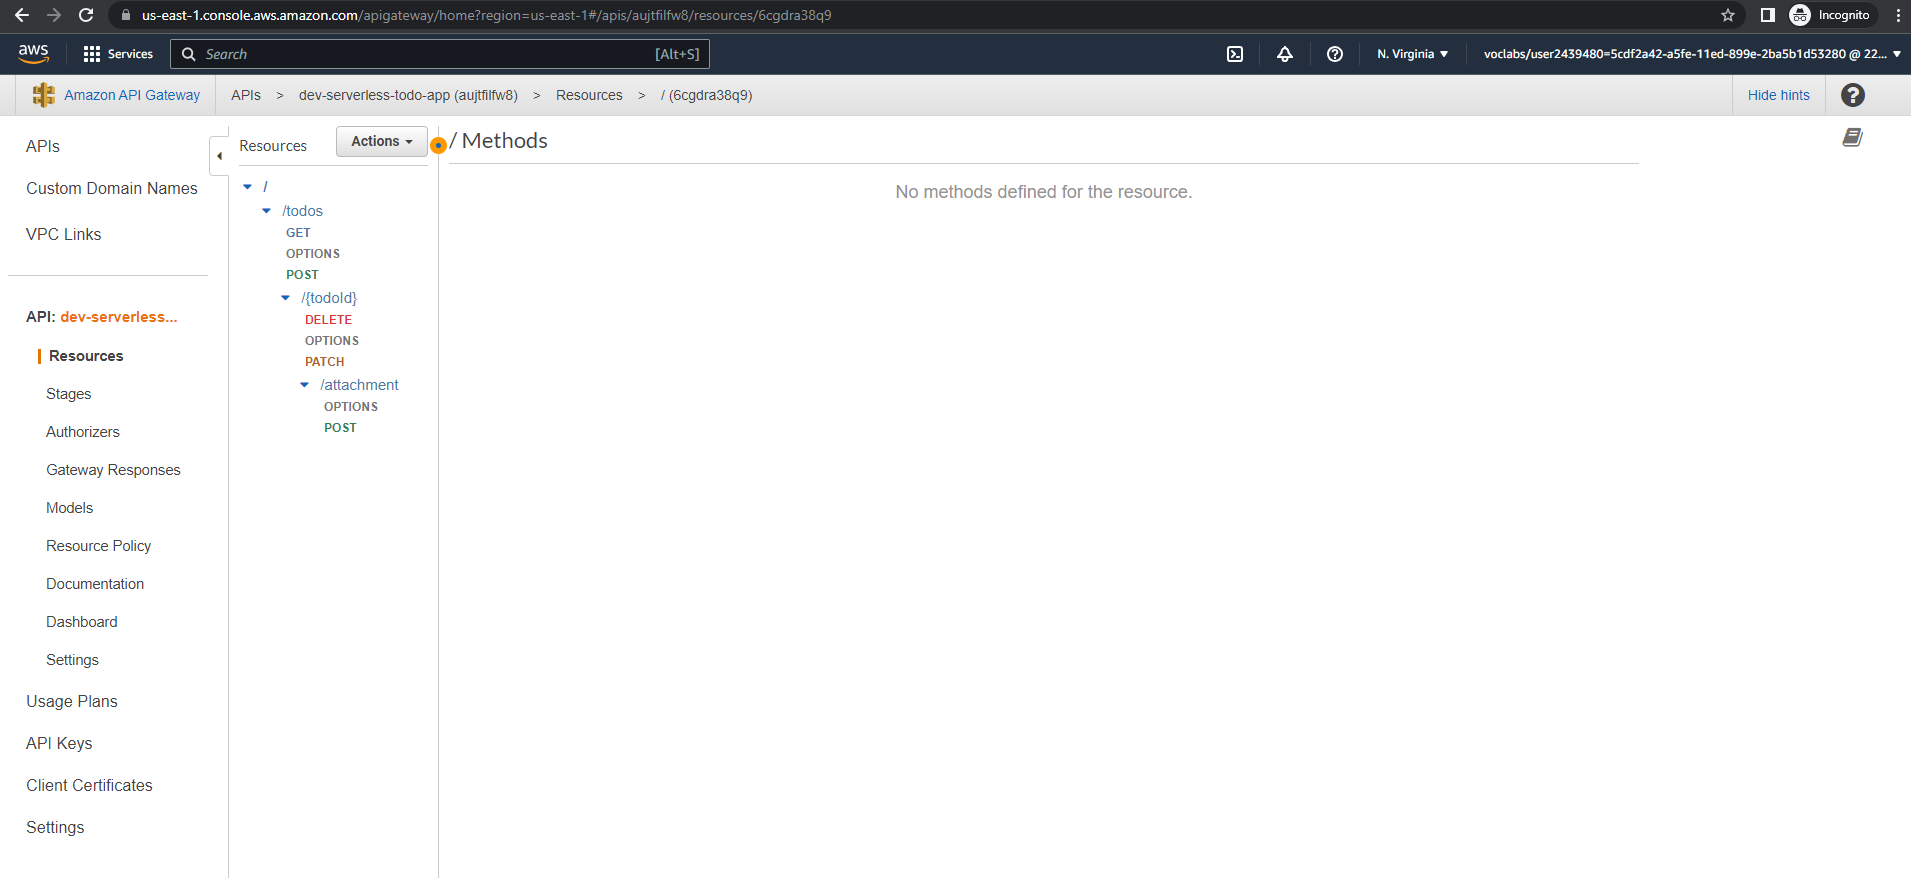 us-east-1.console.aws.amazon.com/apigateway/home?region=us-east-1#/apis/aujtfilfw8/resources/6cgdra38q9
Incognito
aws
Services
Search
[Alt+S]
N. Virginia
voclabs/user2439480=5cdf2a42-a5fe-11ed-899e-2ba5b1d53280 @ 22...
Amazon API Gateway
APIs > dev-serverless-todo-app (aujtfilfw8) > Resources > / (6cgdra38q9)
Hide hints
?
APIs
Custom Domain Names
VPC Links
API: dev-serverless...
Resources
Stages
Authorizers
Gateway Responses
Models
Resource Policy
Documentation
Dashboard
Settings
Usage Plans
API Keys
Client Certificates
Settings
Resources
Actions
/
/todos
GET
OPTIONS
POST
/{todoId}
DELETE
OPTIONS
PATCH
/attachment
OPTIONS
POST
/ Methods
No methods defined for the resource.